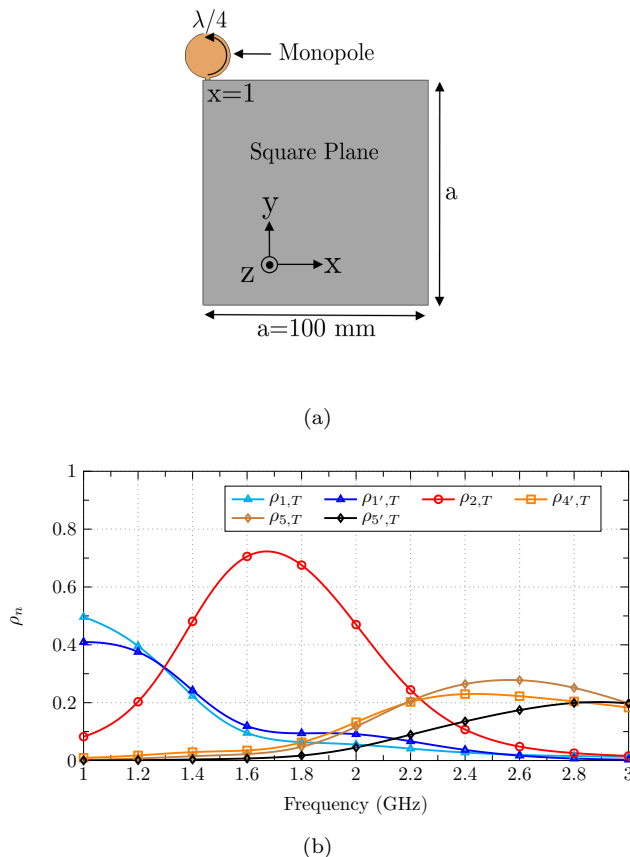 λ/4
Monopole
x=1
Square Plane
a
y
z
x
a=100 mm
(a)
1
0.8
0.6
0.4
0.2
0
ρₙ
ρ₁,T ρ₁′,T ρ₂,T ρ₄′,T
ρ₅,T ρ₅′,T
1 1.2 1.4 1.6 1.8 2 2.2 2.4 2.6 2.8 3
Frequency (GHz)
(b)